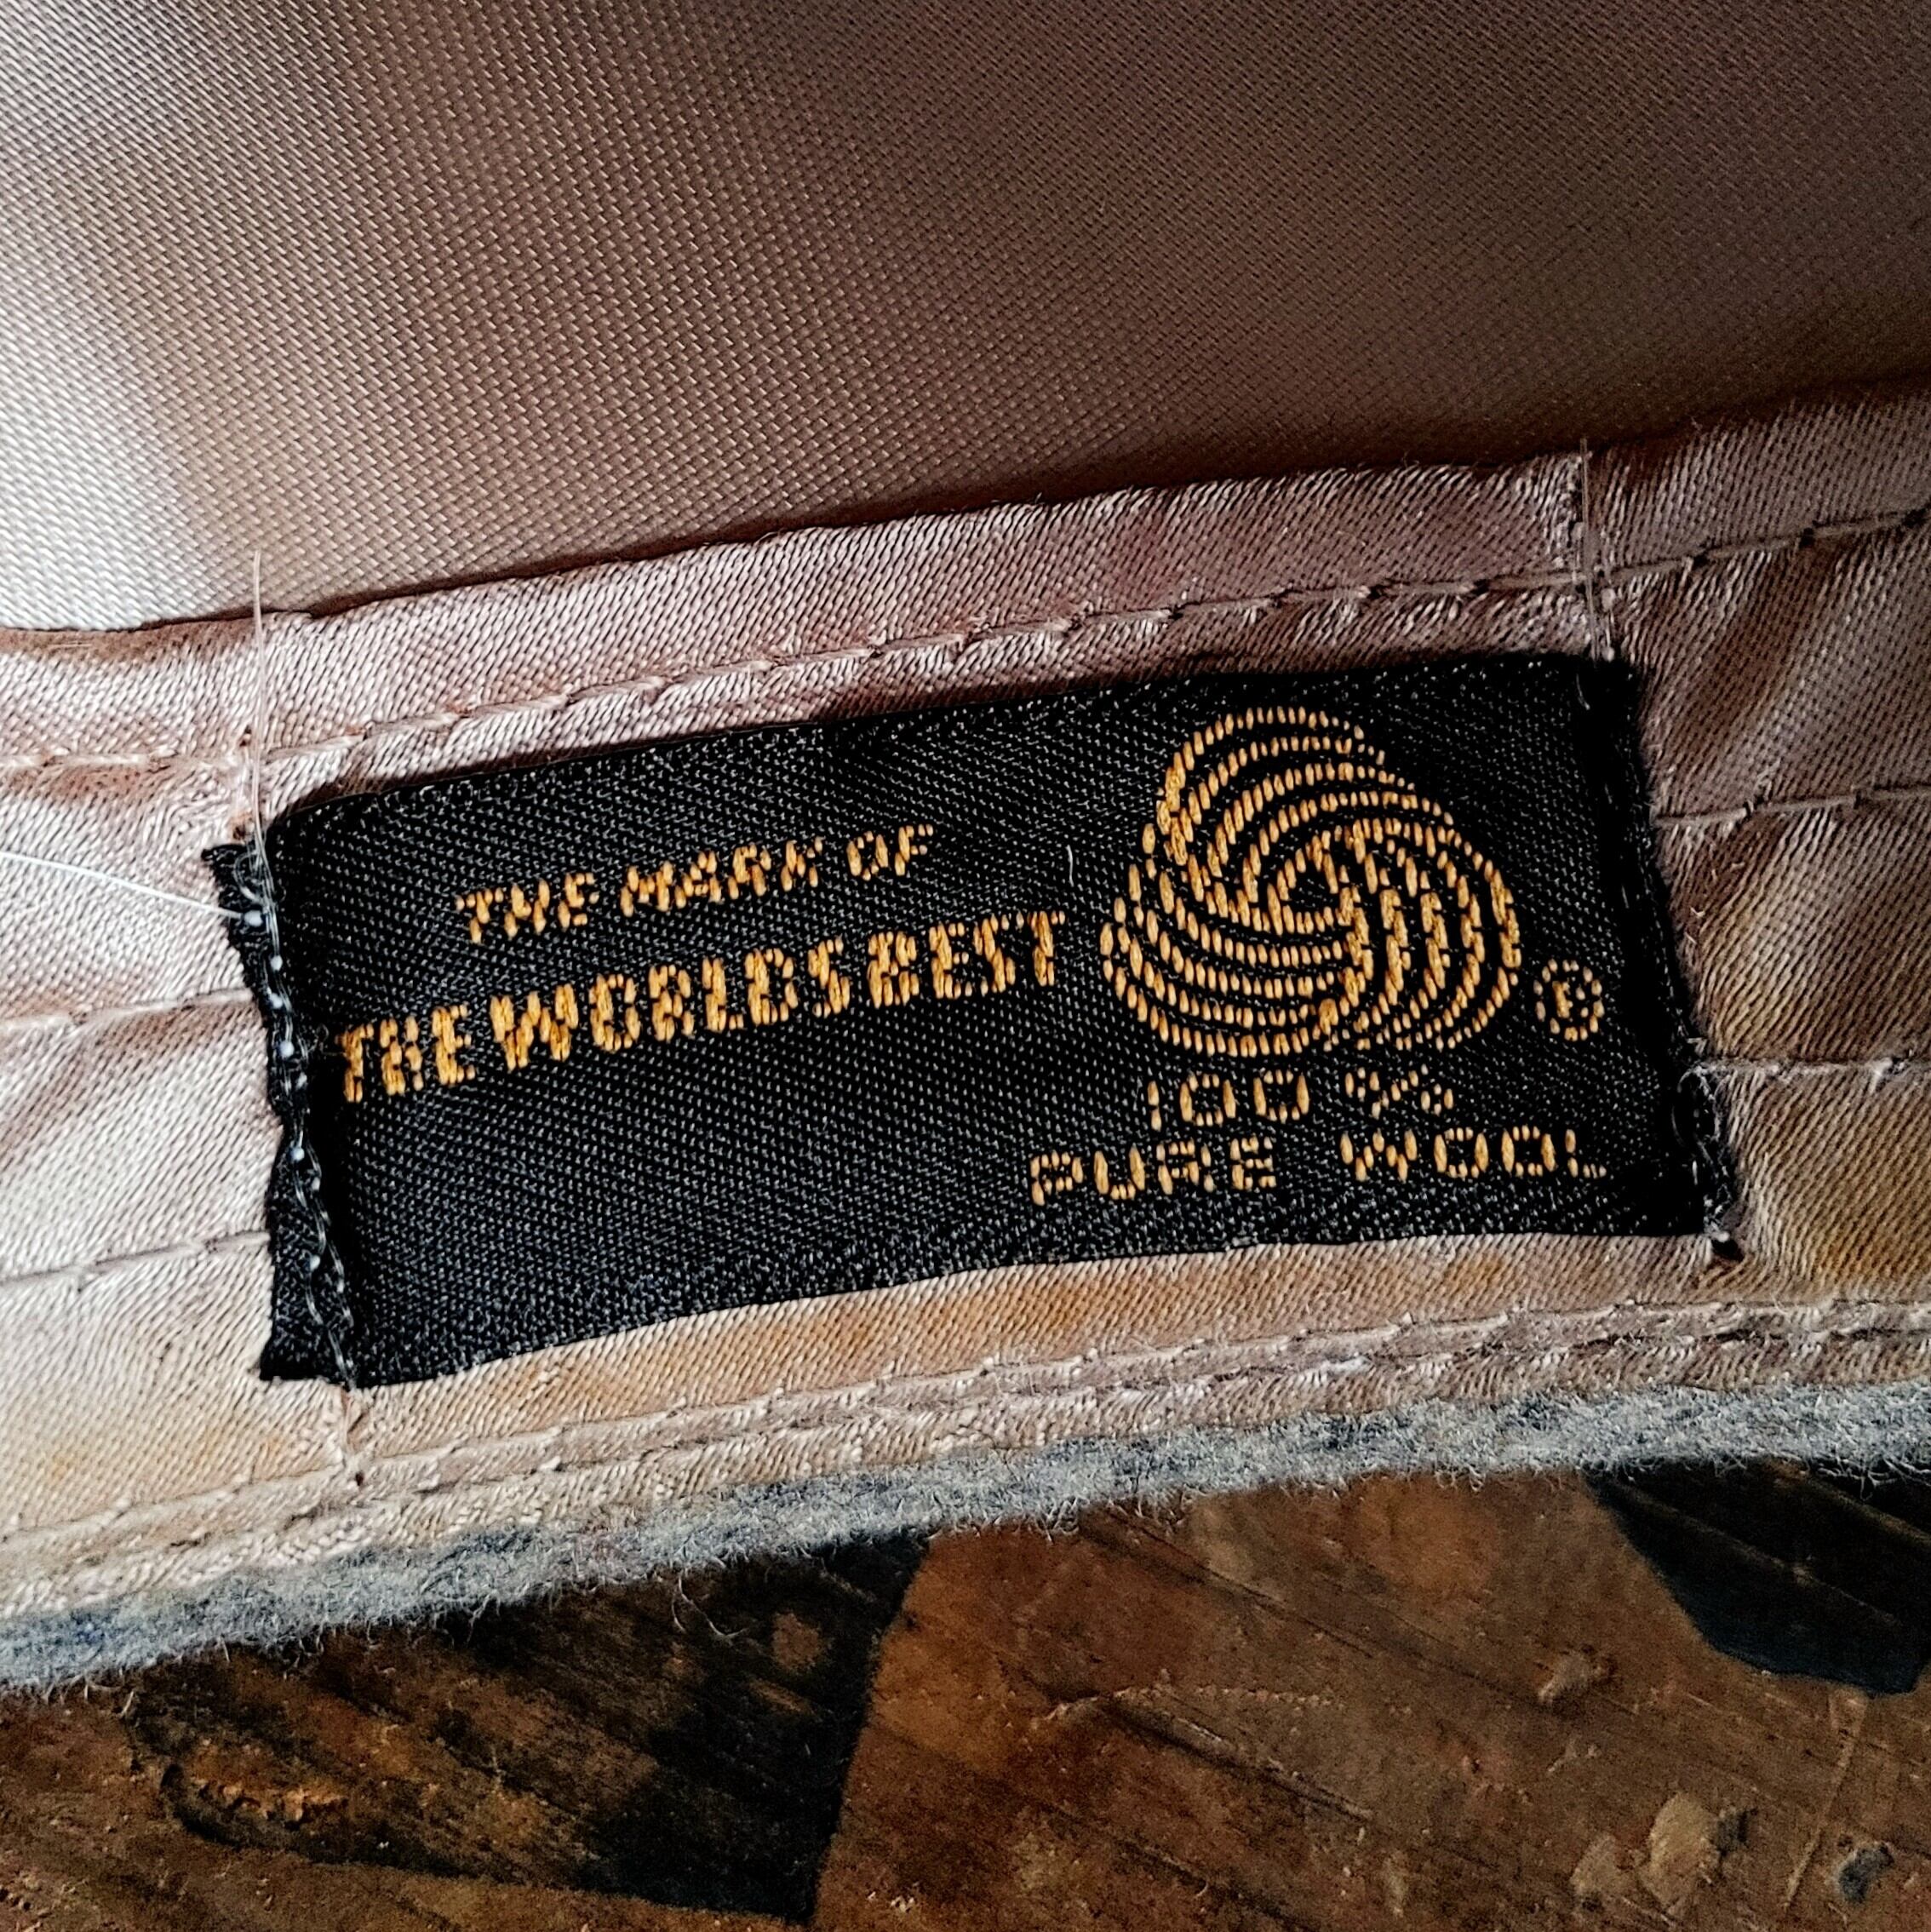 THE MARK OF
THE WORLDS BEST
®
100%
PURE WOOL